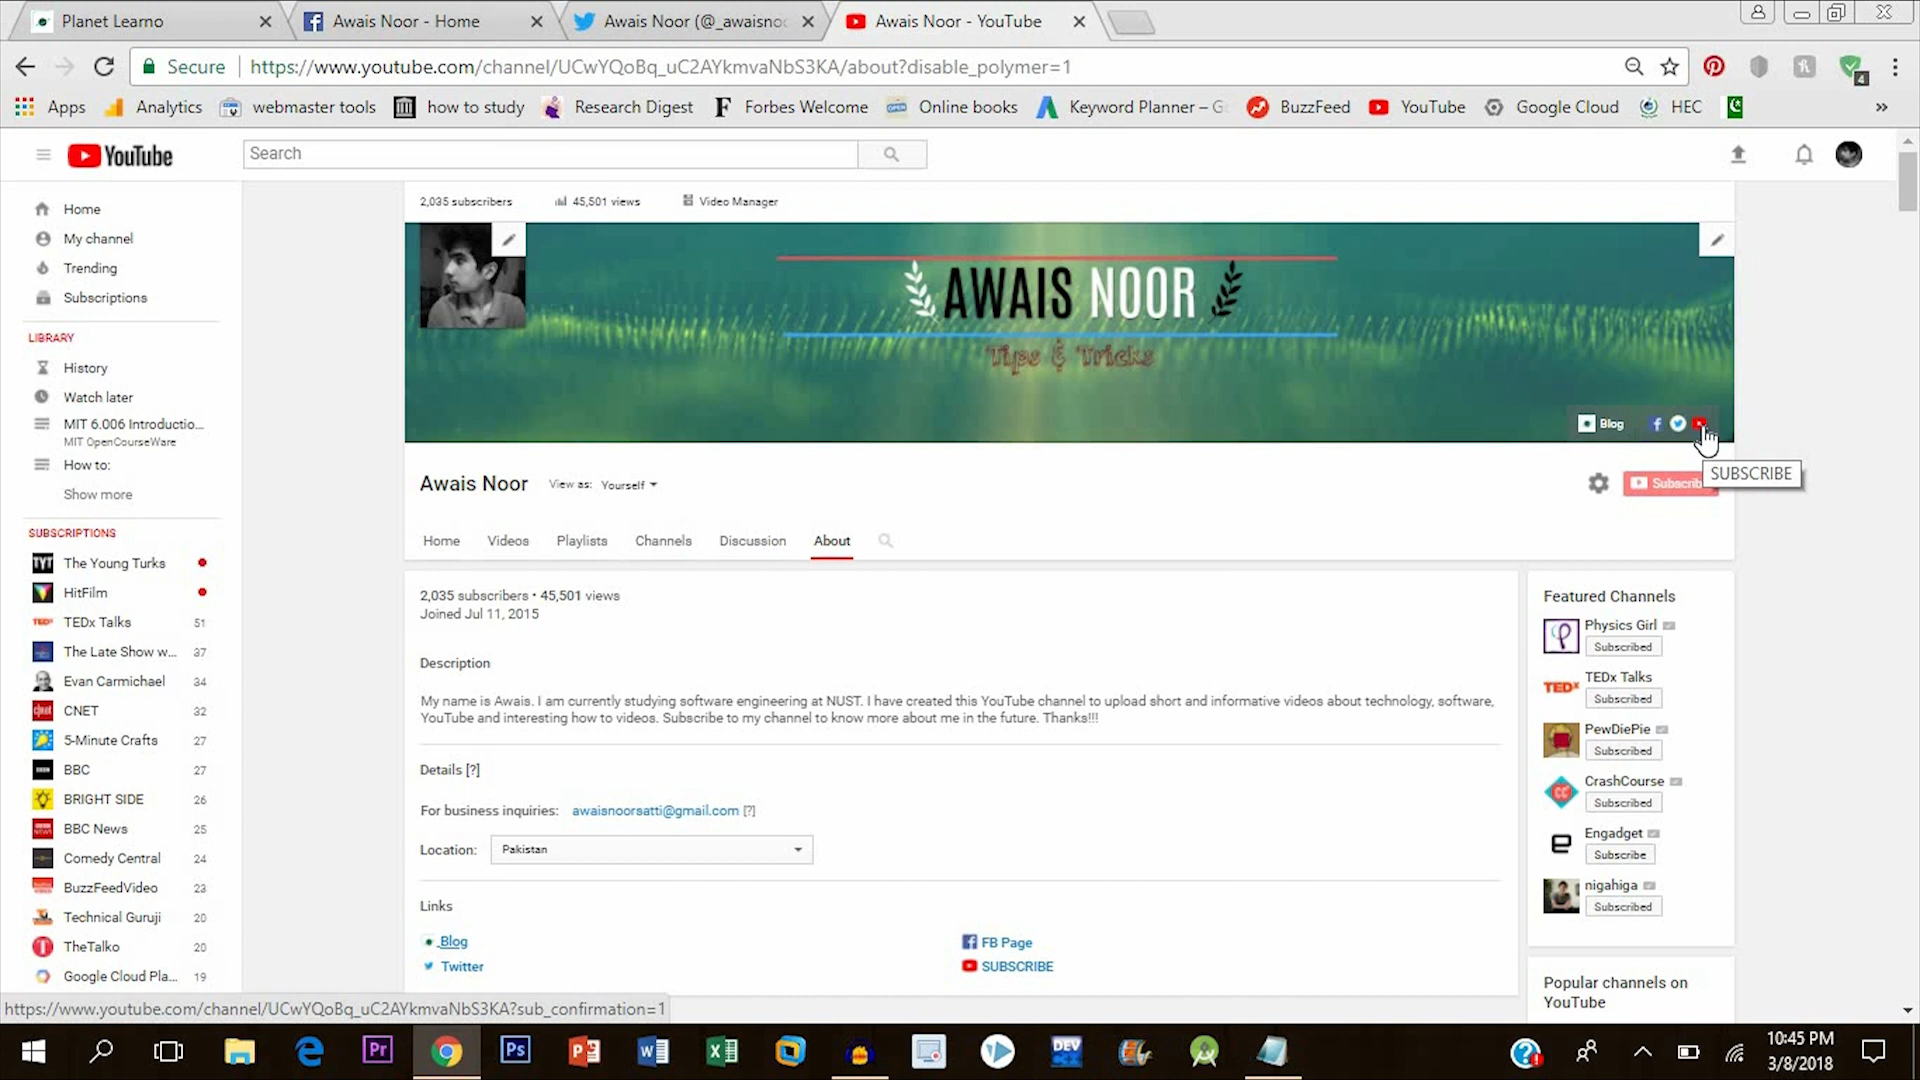 Planet Learno
Awais Noor - Home
Awais Noor (@_awaisno
Awais Noor - YouTube
Secure
https://www.youtube.com/channel/UCwYQoBq_uC2AYkmvaNbS3KA/about?disable_polymer=1
4
Apps
Analytics
webmaster tools
how to study
Research Digest
Forbes Welcome
Online books
Keyword Planner – G
BuzzFeed
YouTube
Google Cloud
HEC
»
YouTube
Search
Home
My channel
Trending
Subscriptions
LIBRARY
History
Watch later
MIT 6.006 Introductio...
MIT OpenCourseWare
How to:
Show more
SUBSCRIPTIONS
The Young Turks
HitFilm
TEDx Talks 51
The Late Show w... 37
Evan Carmichael 34
CNET 32
5-Minute Crafts 27
BBC 27
BRIGHT SIDE 26
BBC News 25
Comedy Central 24
BuzzFeedVideo 23
Technical Guruji 20
TheTalko 20
Google Cloud Pla... 19
2,035 subscribers
45,501 views
Video Manager
AWAIS NOOR
Tips & Tricks
Blog
Awais Noor
View as: Yourself
Subscrib
SUBSCRIBE
Home
Videos
Playlists
Channels
Discussion
About
2,035 subscribers • 45,501 views
Joined Jul 11, 2015
Description
My name is Awais. I am currently studying software engineering at NUST. I have created this YouTube channel to upload short and informative videos about technology, software,
YouTube and interesting how to videos. Subscribe to my channel to know more about me in the future. Thanks!!!
Details [?]
For business inquiries: awaisnoorsatti@gmail.com [?]
Location: Pakistan
Links
Blog
FB Page
Twitter
SUBSCRIBE
Featured Channels
Physics Girl
Subscribed
TEDx Talks
Subscribed
PewDiePie
Subscribed
CrashCourse
Subscribed
Engadget
Subscribe
nigahiga
Subscribed
Popular channels on
YouTube
https://www.youtube.com/channel/UCwYQoBq_uC2AYkmvaNbS3KA?sub_confirmation=1
Pr
Ps
DEV
10:45 PM
3/8/2018